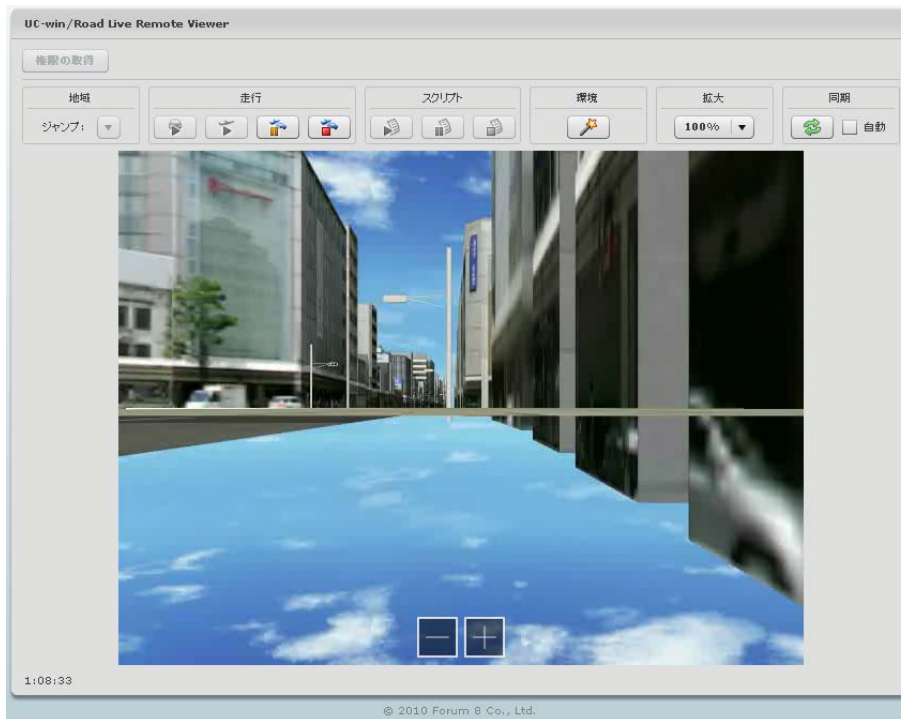 UC-win/Road Live Remote Viewer
権限の取得
地域
走行
スクリプト
環境
拡大
同期
ジャンプ:
100%
自動
1:08:33
© 2010 Forum 8 Co., Ltd.